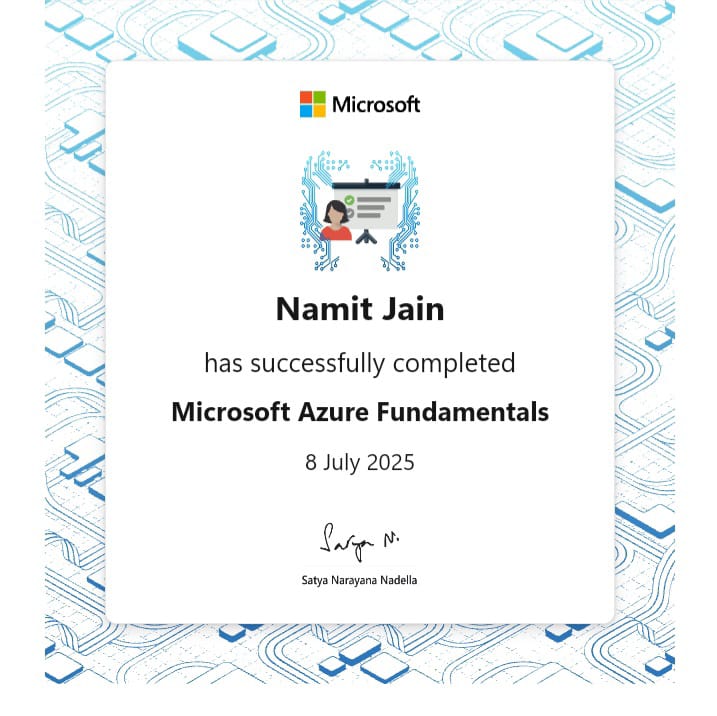 Microsoft
Namit Jain
has successfully completed
Microsoft Azure Fundamentals
8 July 2025
Satya N.
Satya Narayana Nadella